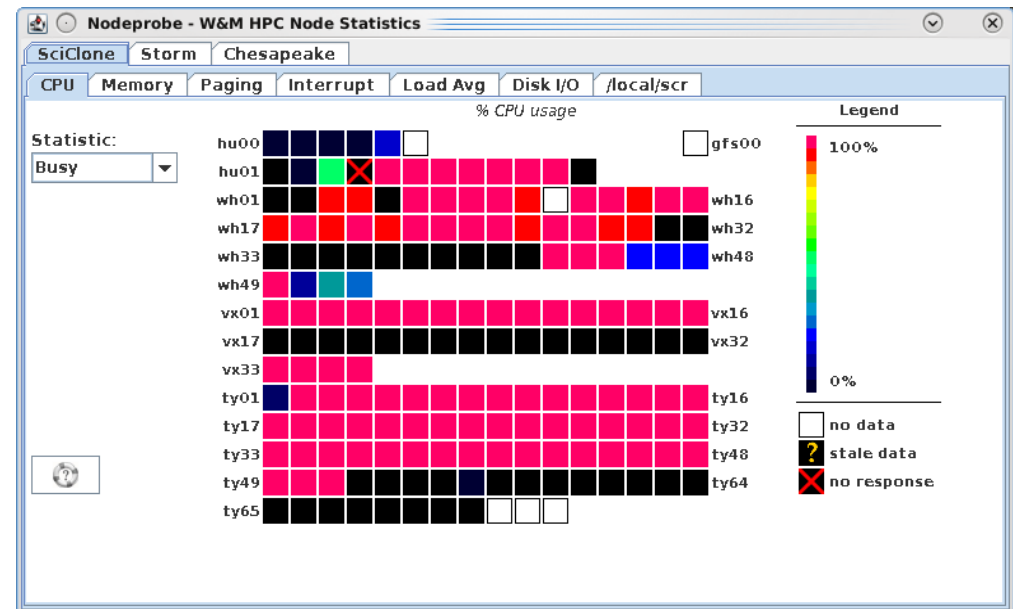 Nodeprobe - W&M HPC Node Statistics
SciClone Storm Chesapeake
CPU Memory Paging Interrupt Load Avg Disk I/O /local/scr
% CPU usage
Statistic:
Busy
hu00 gfs00
hu01
wh01 wh16
wh17 wh32
wh33 wh48
wh49
vx01 vx16
vx17 vx32
vx33
ty01 ty16
ty17 ty32
ty33 ty48
ty49 ty64
ty65
Legend
100%
0%
no data
? stale data
no response
?